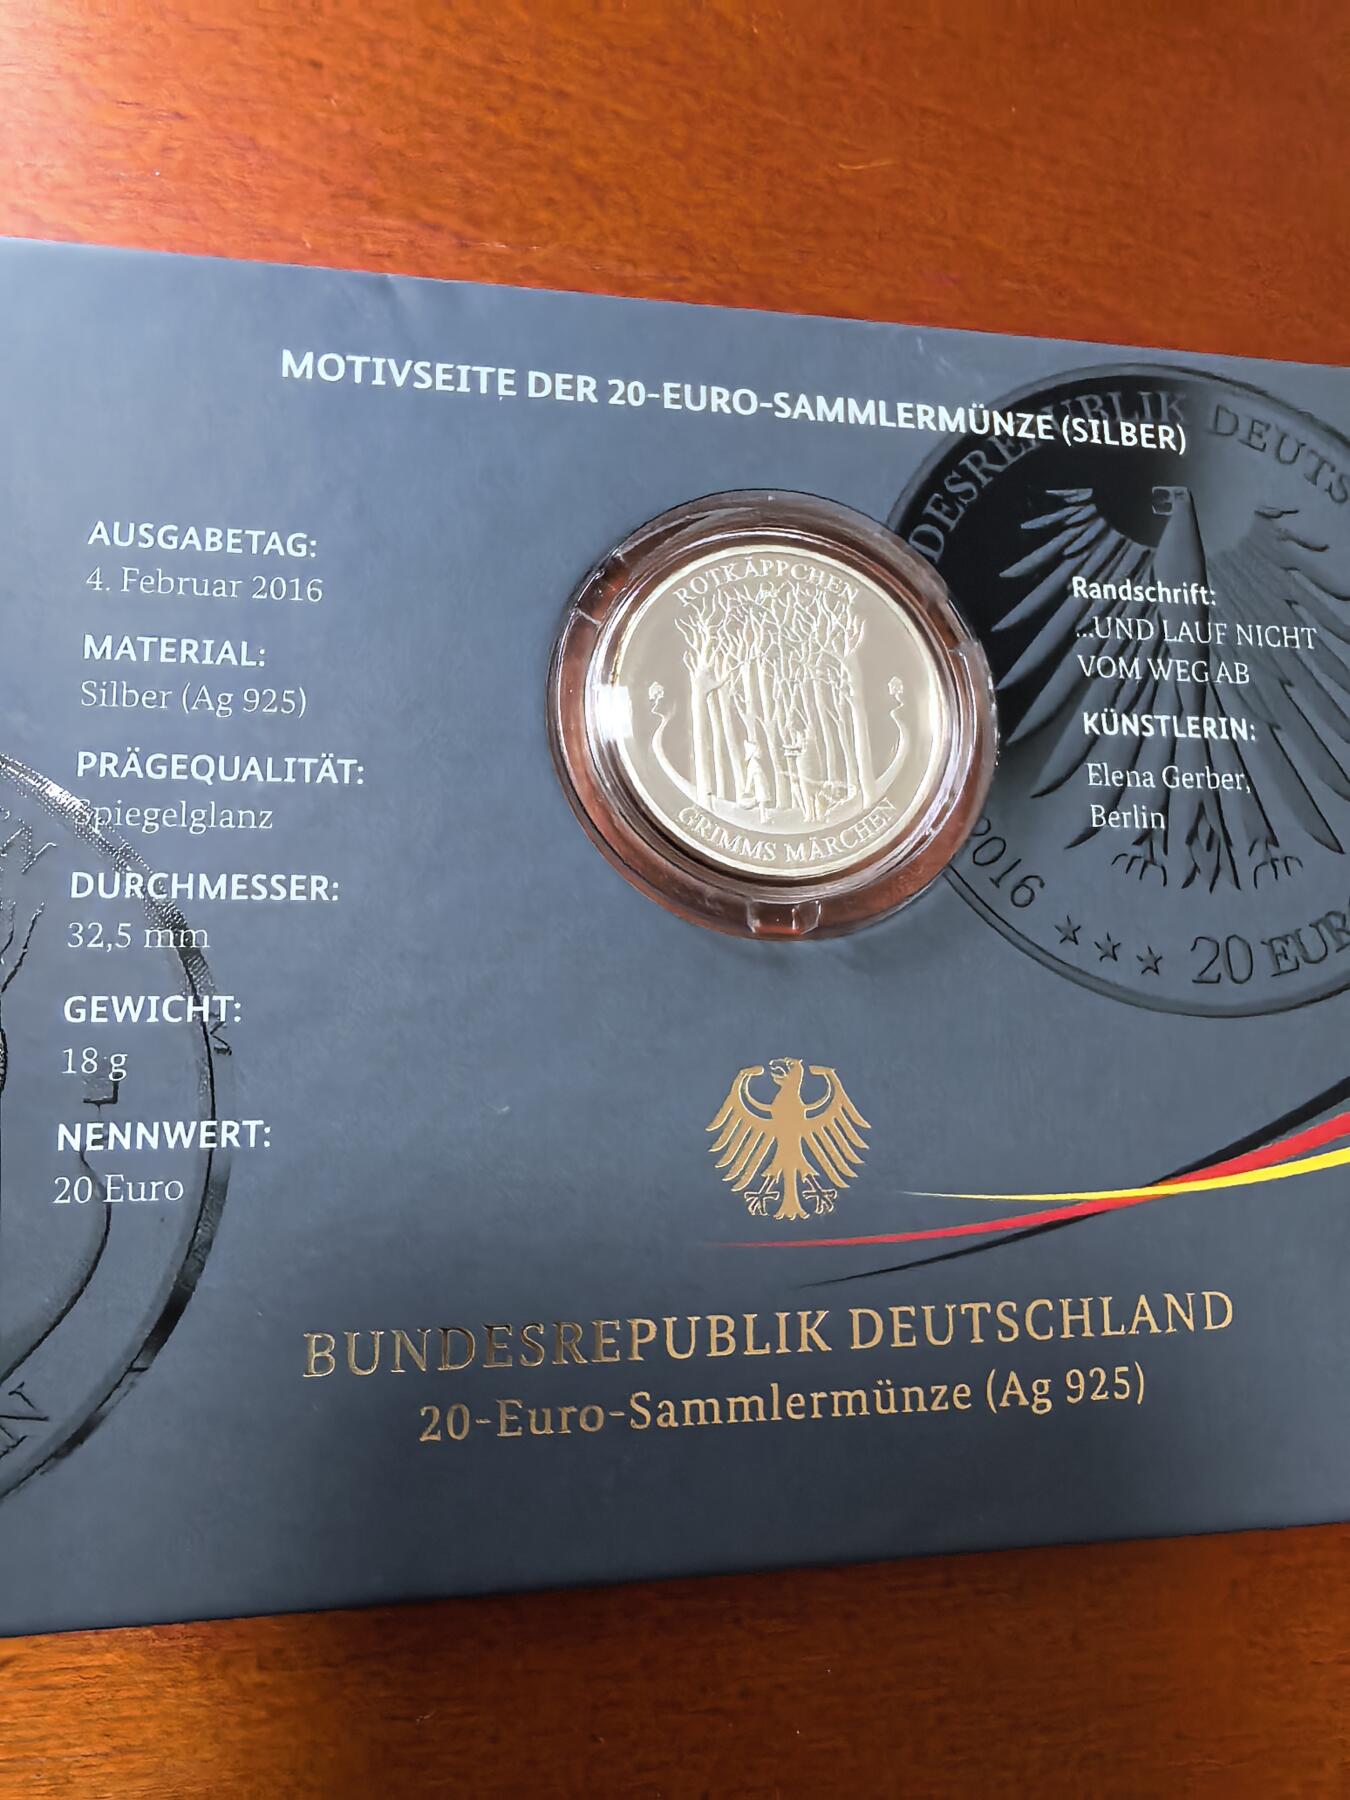 MOTIVSEITE DER 20-EURO-SAMMLERMÜNZE (SILBER)
AUSGABETAG:
4. Februar 2016
MATERIAL:
Silber (Ag 925)
PRÄGEQUALITÄT:
Spiegelglanz
DURCHMESSER:
32,5 mm
GEWICHT:
18 g
NENNWERT:
20 Euro
ROTKÄPPCHEN
GRIMMS MÄRCHEN
DESREPUBLIK DEUTS
2016
20 EUR
Randschrift:
...UND LAUF NICHT
VOM WEG AB
KÜNSTLERIN:
Elena Gerber,
Berlin
BUNDESREPUBLIK DEUTSCHLAND
20-Euro-Sammlermünze (Ag 925)